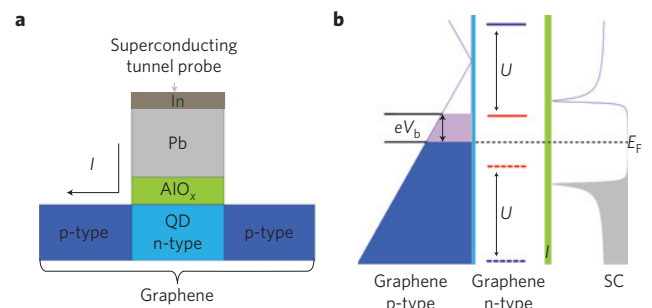 a
Superconducting
tunnel probe
In
Pb
I
AlOx
p-type
QD
n-type
p-type
Graphene
b
U
eVb
EF
U
I
Graphene
p-type
Graphene
n-type
SC